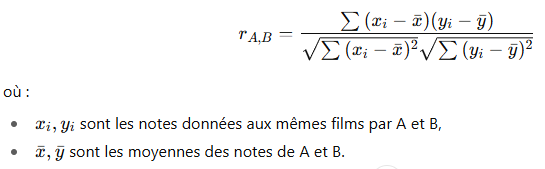 r_{A,B} = \frac{\sum (x_i - \bar{x})(y_i - \bar{y})}{\sqrt{\sum (x_i - \bar{x})^2} \sqrt{\sum (y_i - \bar{y})^2}}
où :
• x_i, y_i sont les notes données aux mêmes films par A et B,
• \bar{x}, \bar{y} sont les moyennes des notes de A et B.